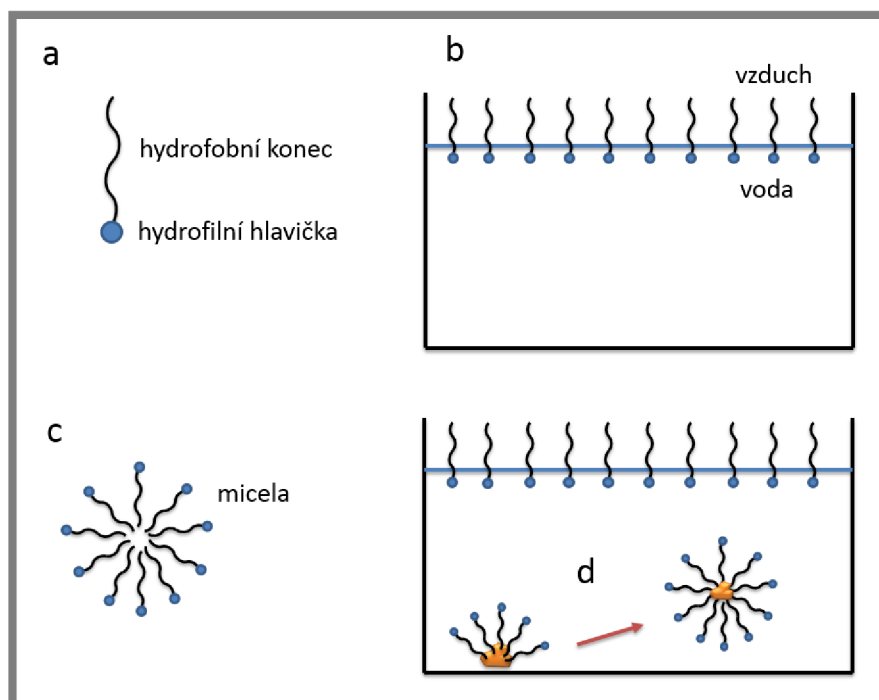 a
hydrofobní konec
hydrofilní hlavička
b
vzduch
voda
c
micela
d